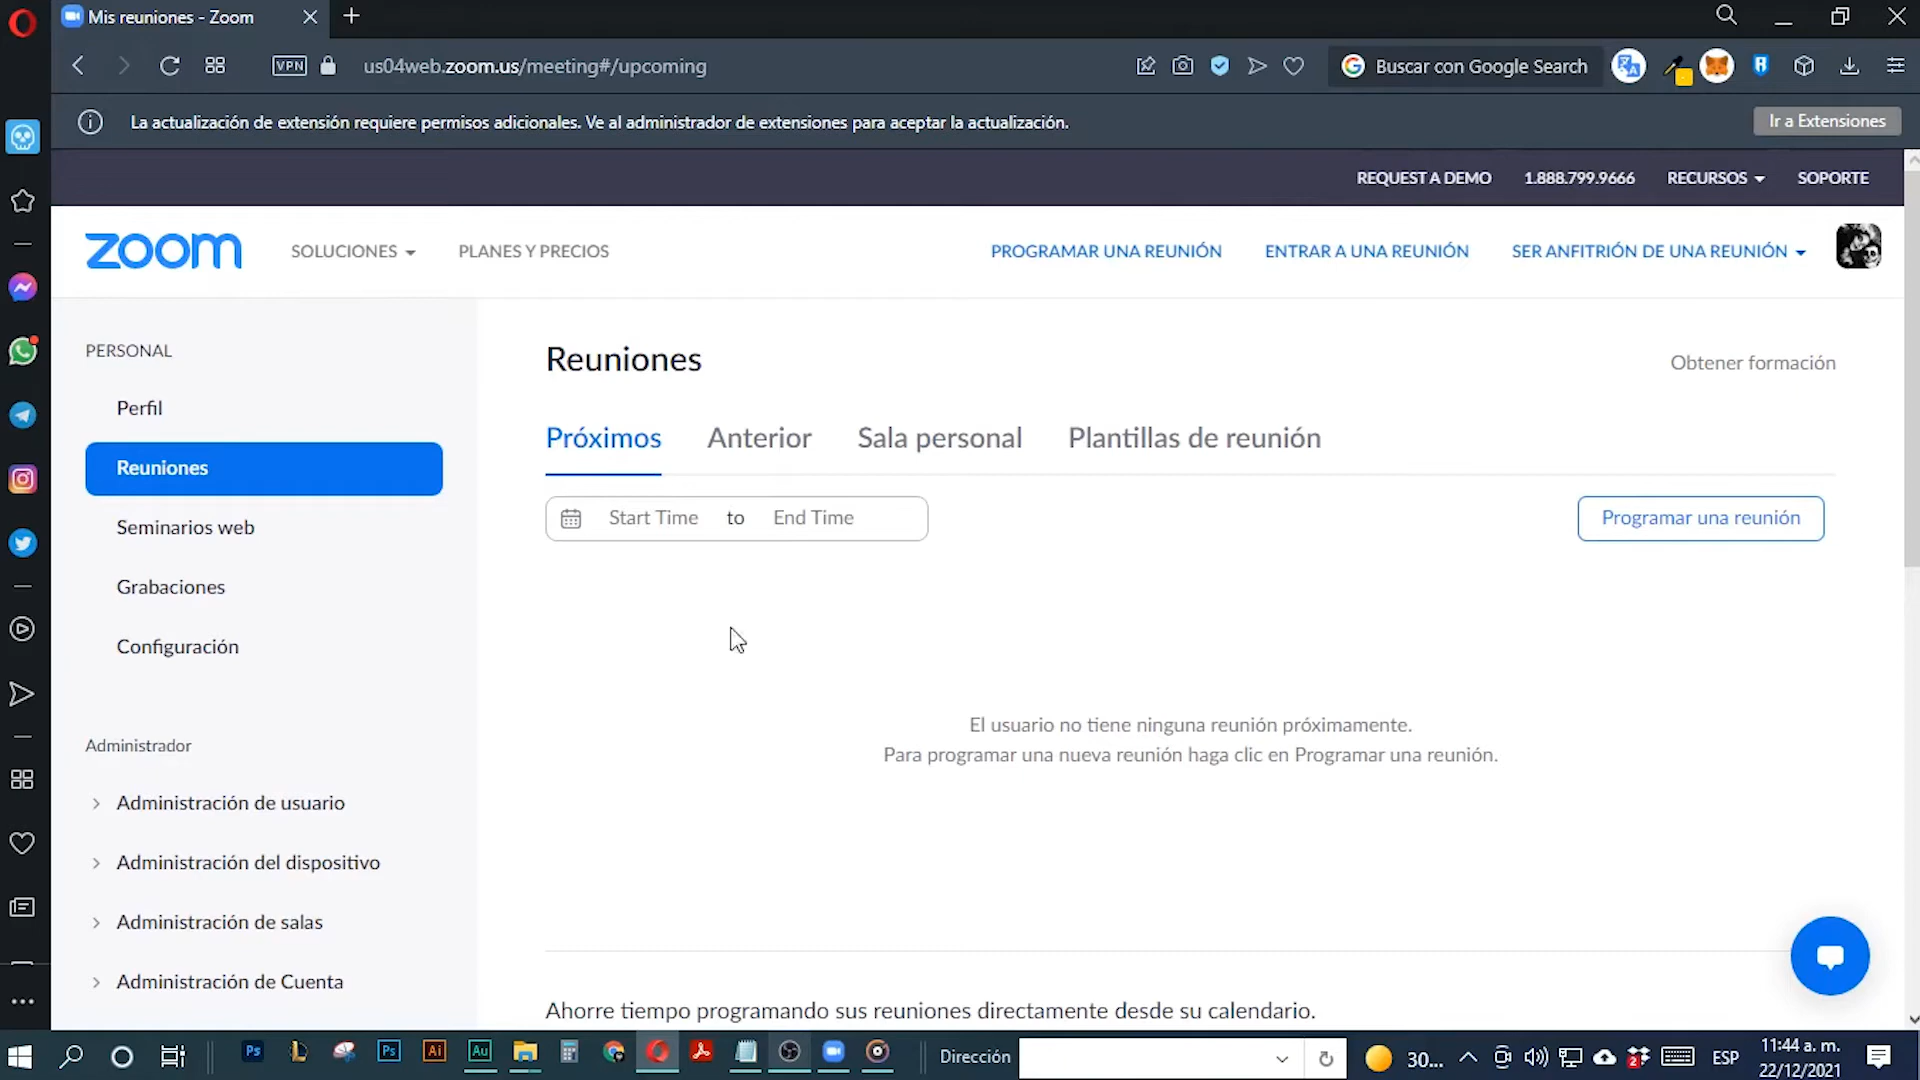 Mis reuniones - Zoom
VPN
us04web.zoom.us/meeting#/upcoming
Buscar con Google Search
La actualización de extensión requiere permisos adicionales. Ve al administrador de extensiones para aceptar la actualización.
Ir a Extensiones
REQUEST A DEMO
1.888.799.9666
RECURSOS
SOPORTE
zoom
SOLUCIONES
PLANES Y PRECIOS
PROGRAMAR UNA REUNIÓN
ENTRAR A UNA REUNIÓN
SER ANFITRIÓN DE UNA REUNIÓN
PERSONAL
Perfil
Reuniones
Seminarios web
Grabaciones
Configuración
Administrador
Administración de usuario
Administración del dispositivo
Administración de salas
Administración de Cuenta
Reuniones
Obtener formación
Próximos
Anterior
Sala personal
Plantillas de reunión
Start Time to End Time
Programar una reunión
El usuario no tiene ninguna reunión próximamente.
Para programar una nueva reunión haga clic en Programar una reunión.
Ahorre tiempo programando sus reuniones directamente desde su calendario.
Ps
Ps
Ai
Au
Dirección
30...
2
ESP
11:44 a. m.
22/12/2021